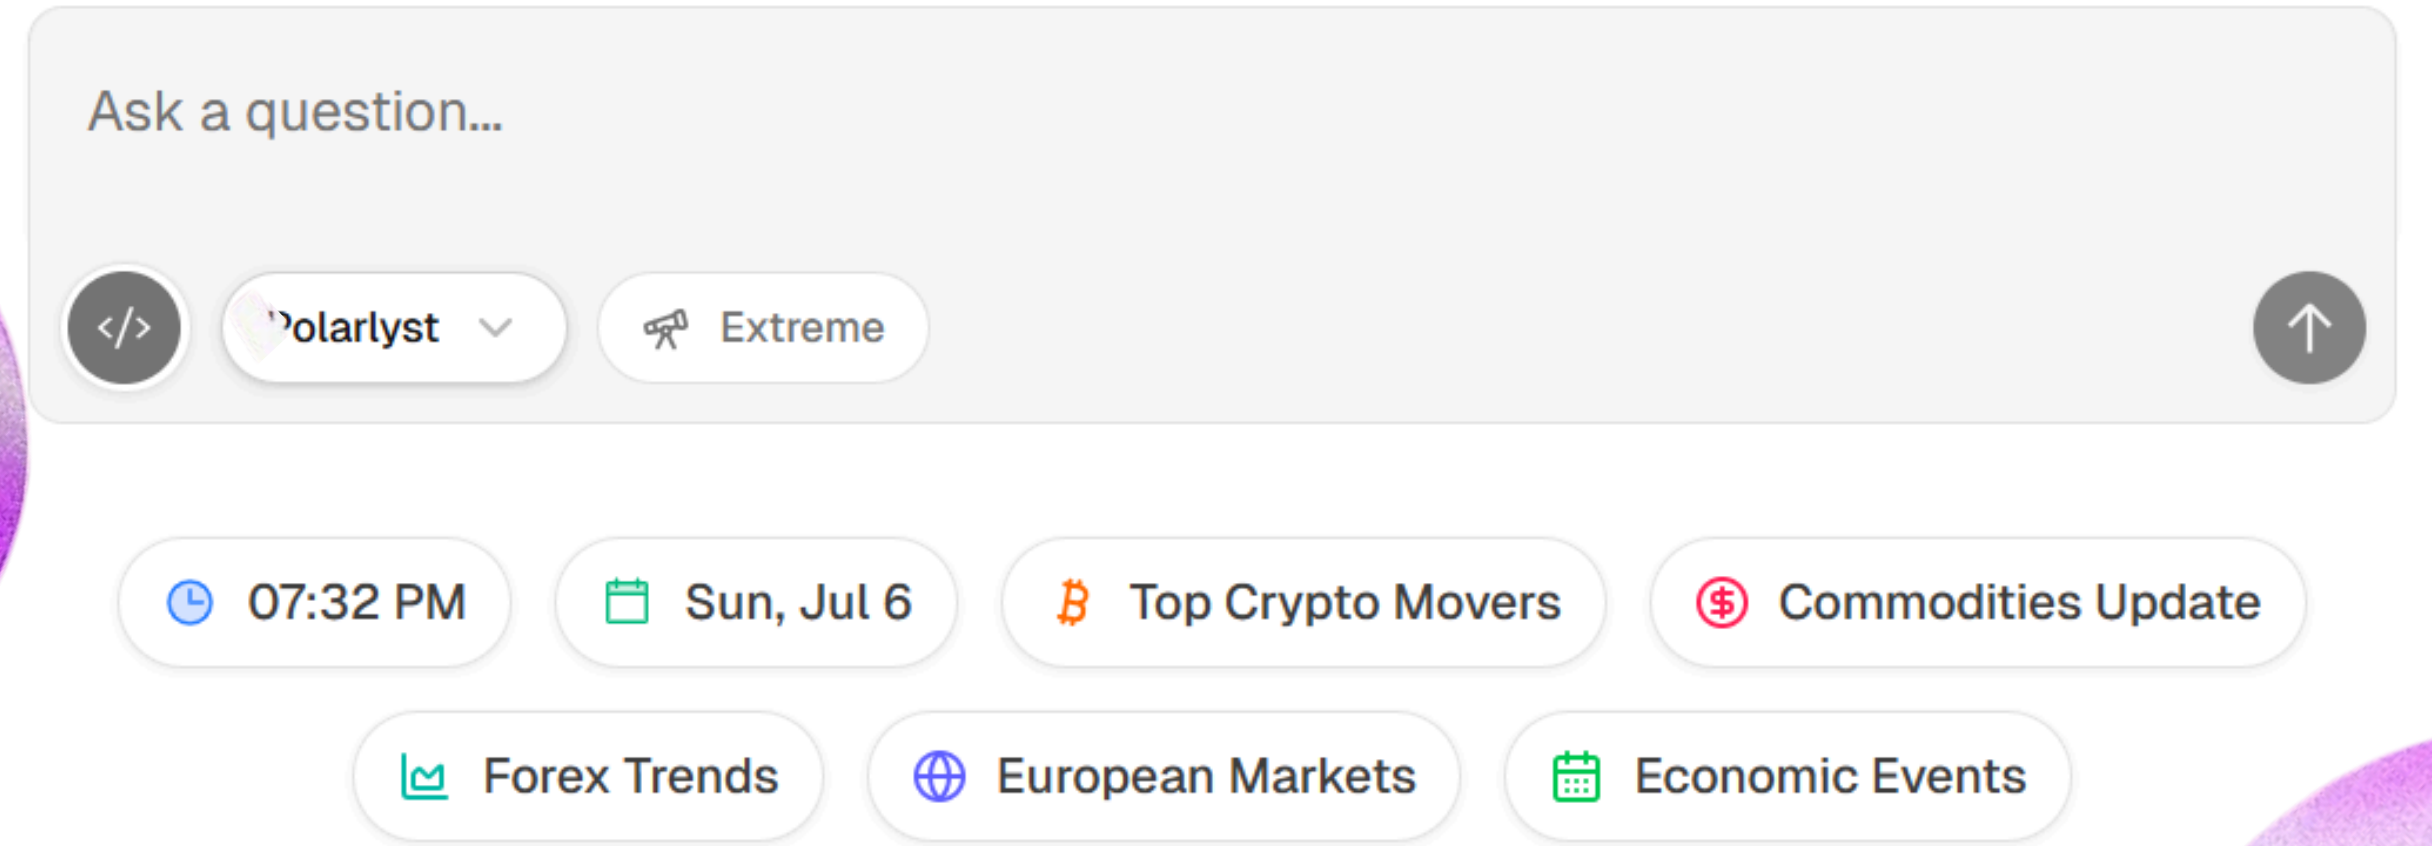 Ask a question...
</> Polarlyst Extreme
07:32 PM Sun, Jul 6 Top Crypto Movers Commodities Update
Forex Trends European Markets Economic Events